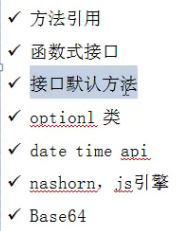 ✓ 方法引用
✓ 函数式接口
✓ 接口默认方法
✓ optionl 类
✓ date time api
✓ nashorn，js引擎
✓ Base64